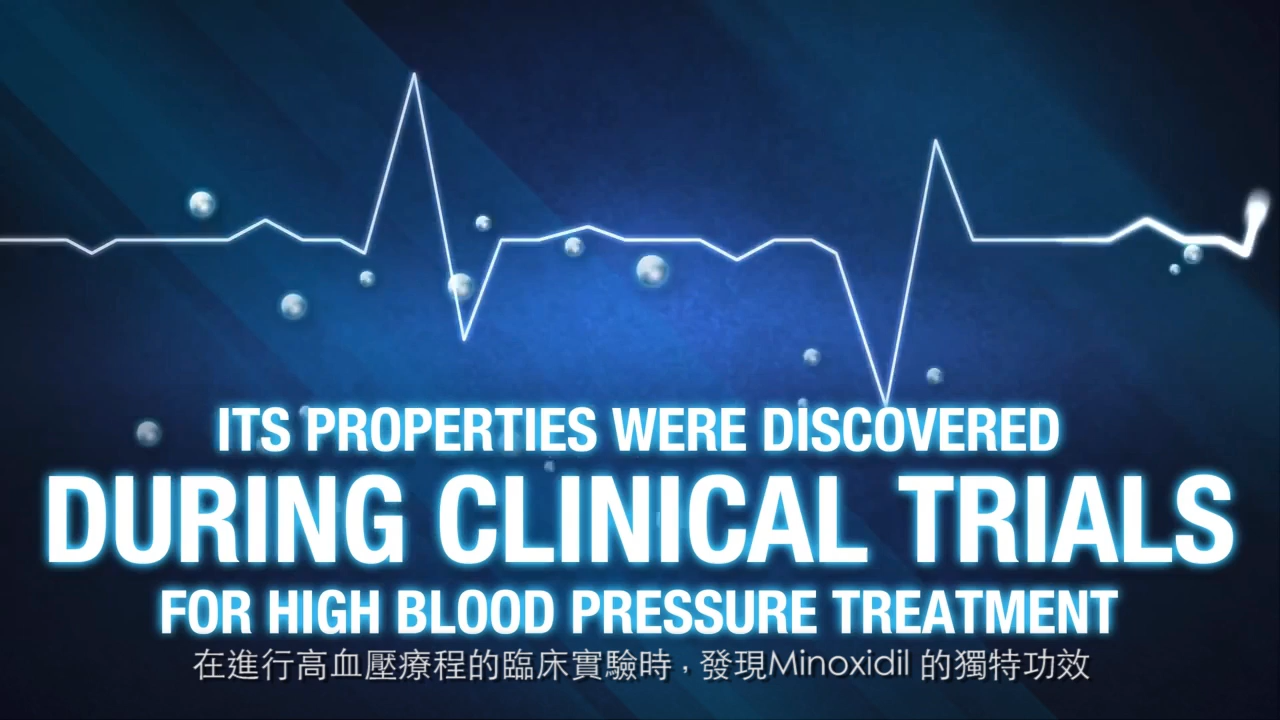 ITS PROPERTIES WERE DISCOVERED
DURING CLINICAL TRIALS
FOR HIGH BLOOD PRESSURE TREATMENT
在進行高血壓療程的臨床實驗時，發現Minoxidil 的獨特功效